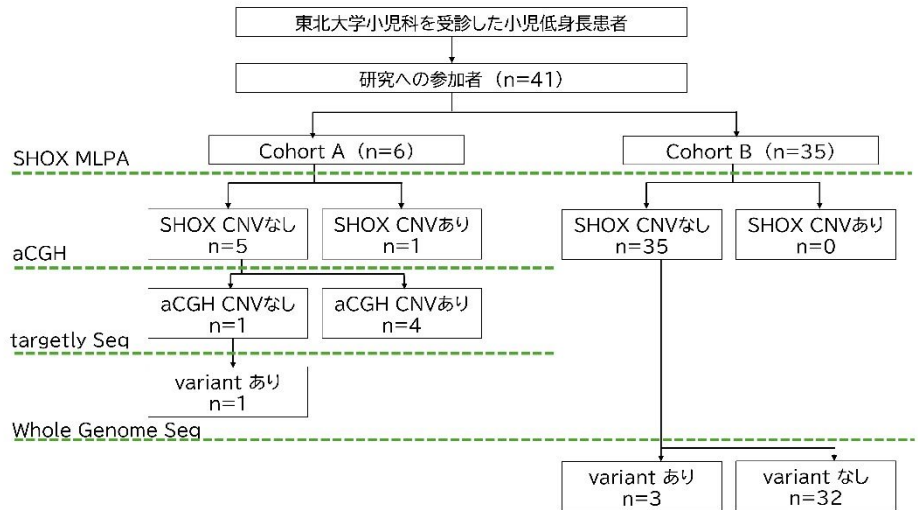 東北大学小児科を受診した小児低身長患者
研究への参加者（n=41）
Cohort A（n=6）
Cohort B（n=35）
SHOX MLPA
SHOX CNVなし
n=5
SHOX CNVあり
n=1
SHOX CNVなし
n=35
SHOX CNVあり
n=0
aCGH
aCGH CNVなし
n=1
aCGH CNVあり
n=4
targetly Seq
variant あり
n=1
Whole Genome Seq
variant あり
n=3
variant なし
n=32